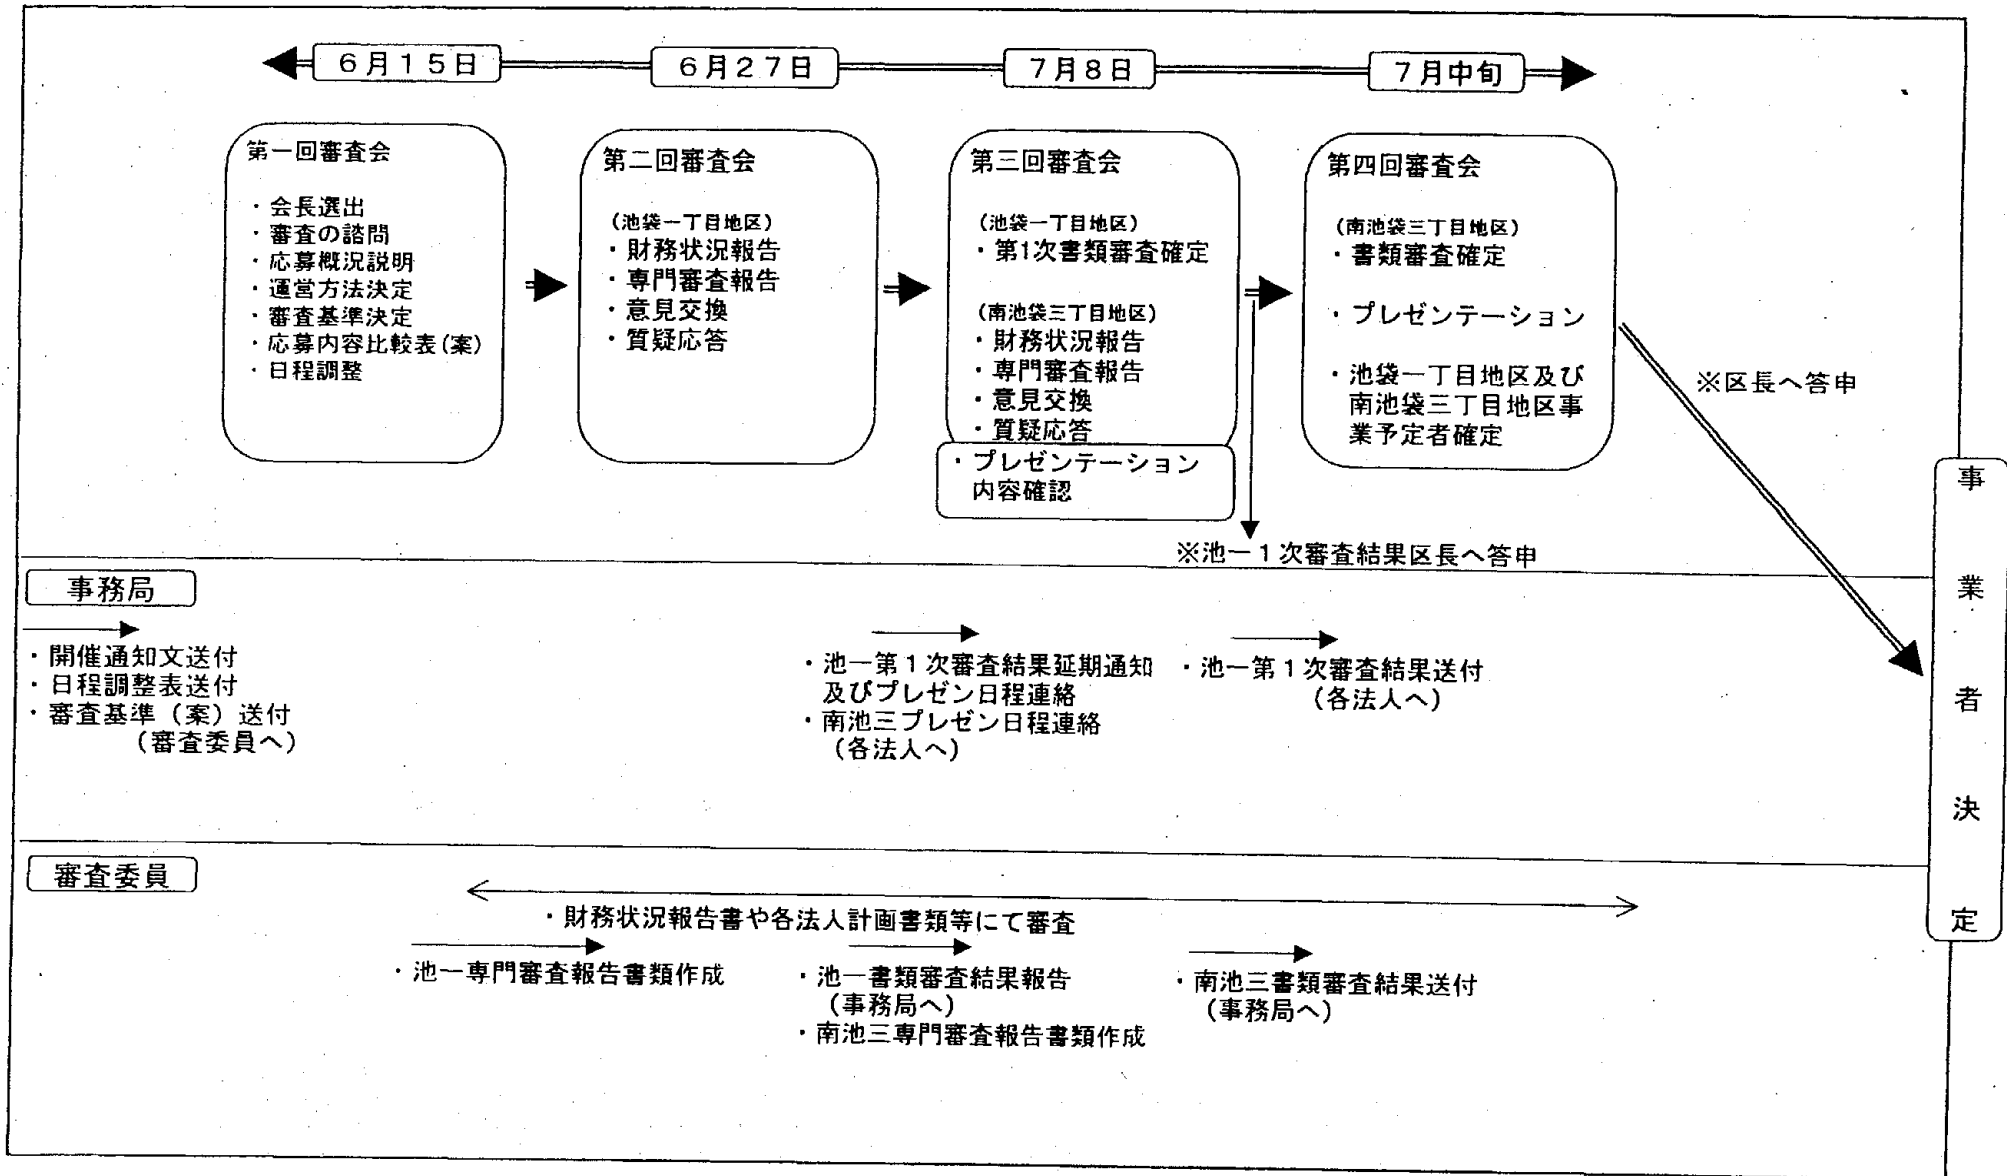 6月15日
6月27日
7月8日
7月中旬
第一回審査会
・会長選出
・審査の諮問
・応募概況説明
・運営方法決定
・審査基準決定
・応募内容比較表(案)
・日程調整
第二回審査会
(池袋一丁目地区)
・財務状況報告
・専門審査報告
・意見交換
・質疑応答
第三回審査会
(池袋一丁目地区)
・第1次書類審査確定
(南池袋三丁目地区)
・財務状況報告
・専門審査報告
・意見交換
・質疑応答
・プレゼンテーション
内容確認
第四回審査会
(南池袋三丁目地区)
・書類審査確定
・プレゼンテーション
・池袋一丁目地区及び
南池袋三丁目地区事
業予定者確定
※区長へ答申
※池一1次審査結果区長へ答申
事業者決定
事務局
・開催通知文送付
・日程調整表送付
・審査基準(案)送付
(審査委員へ)
・池一第1次審査結果延期通知
及びプレゼン日程連絡
・南池三プレゼン日程連絡
(各法人へ)
・池一第1次審査結果送付
(各法人へ)
審査委員
・財務状況報告書や各法人計画書類等にて審査
・池一専門審査報告書類作成
・池一書類審査結果報告
(事務局へ)
・南池三専門審査報告書類作成
・南池三書類審査結果送付
(事務局へ)